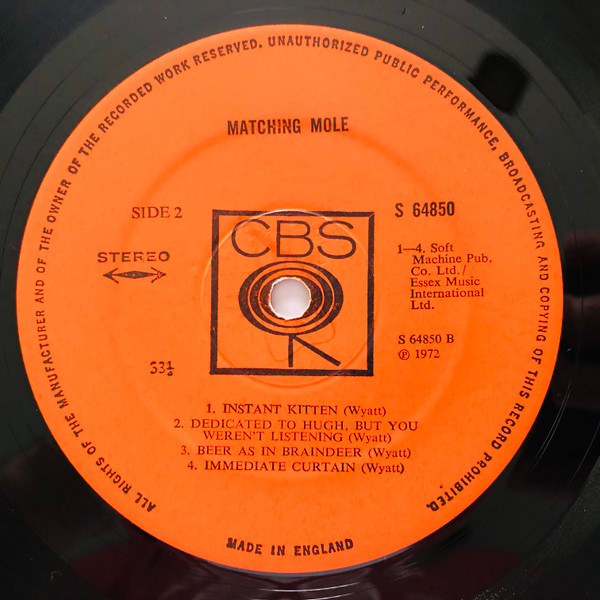 ALL RIGHTS OF THE MANUFACTURER AND OF THE OWNER OF THE RECORDED WORK RESERVED. UNAUTHORIZED PUBLIC PERFORMANCE, BROADCASTING AND COPYING OF THIS RECORD PROHIBITED.
MATCHING MOLE
SIDE 2
S 64850
CBS
STEREO
1—4. Soft
Machine Pub.
Co. Ltd./
Essex Music
International
Ltd.
S 64850 B
℗ 1972
33⅓
1. INSTANT KITTEN (Wyatt)
2. DEDICATED TO HUGH, BUT YOU
WEREN'T LISTENING (Wyatt)
3. BEER AS IN BRAINDEER (Wyatt)
4. IMMEDIATE CURTAIN (Wyatt)
MADE IN ENGLAND